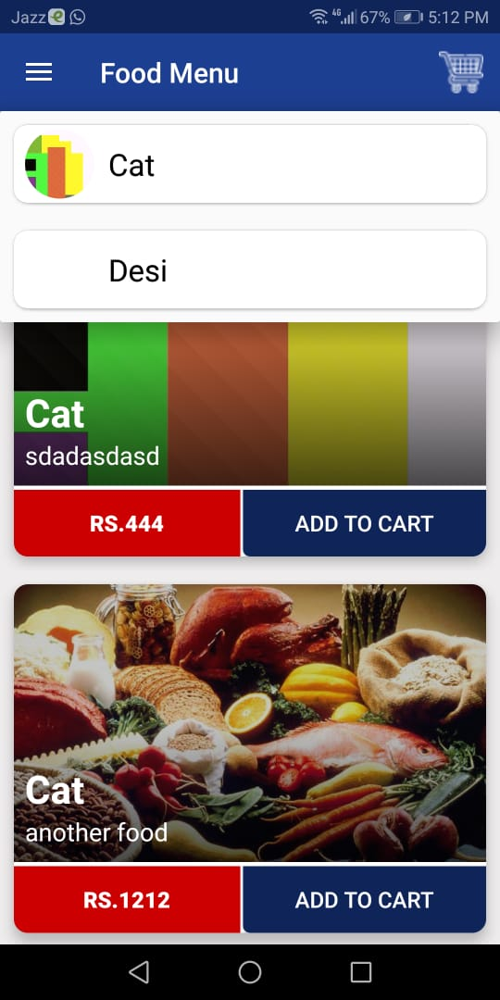 Jazz 4G 67% 5:12 PM
Food Menu
Cat
Desi
Cat
sdadasdasd
RS.444 ADD TO CART
Cat
another food
RS.1212 ADD TO CART